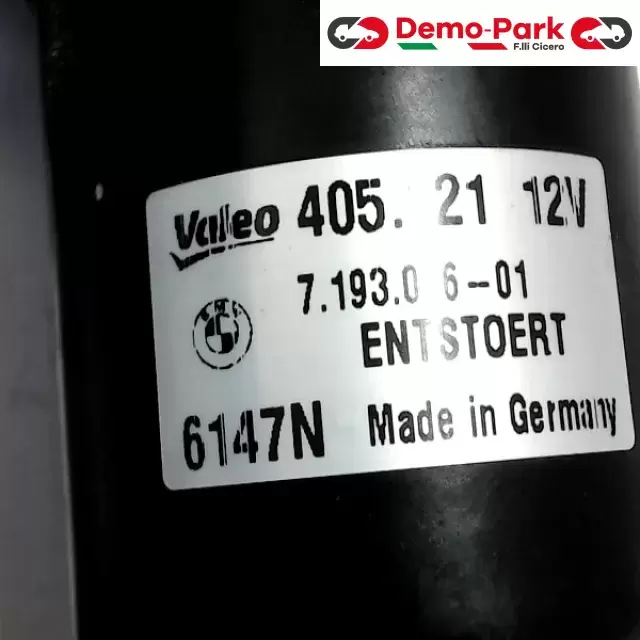 Demo-Park
F.lli Cicero
Valeo 405. 21 12V
7.193.0 6-01
ENTSTOERT
6147N Made in Germany